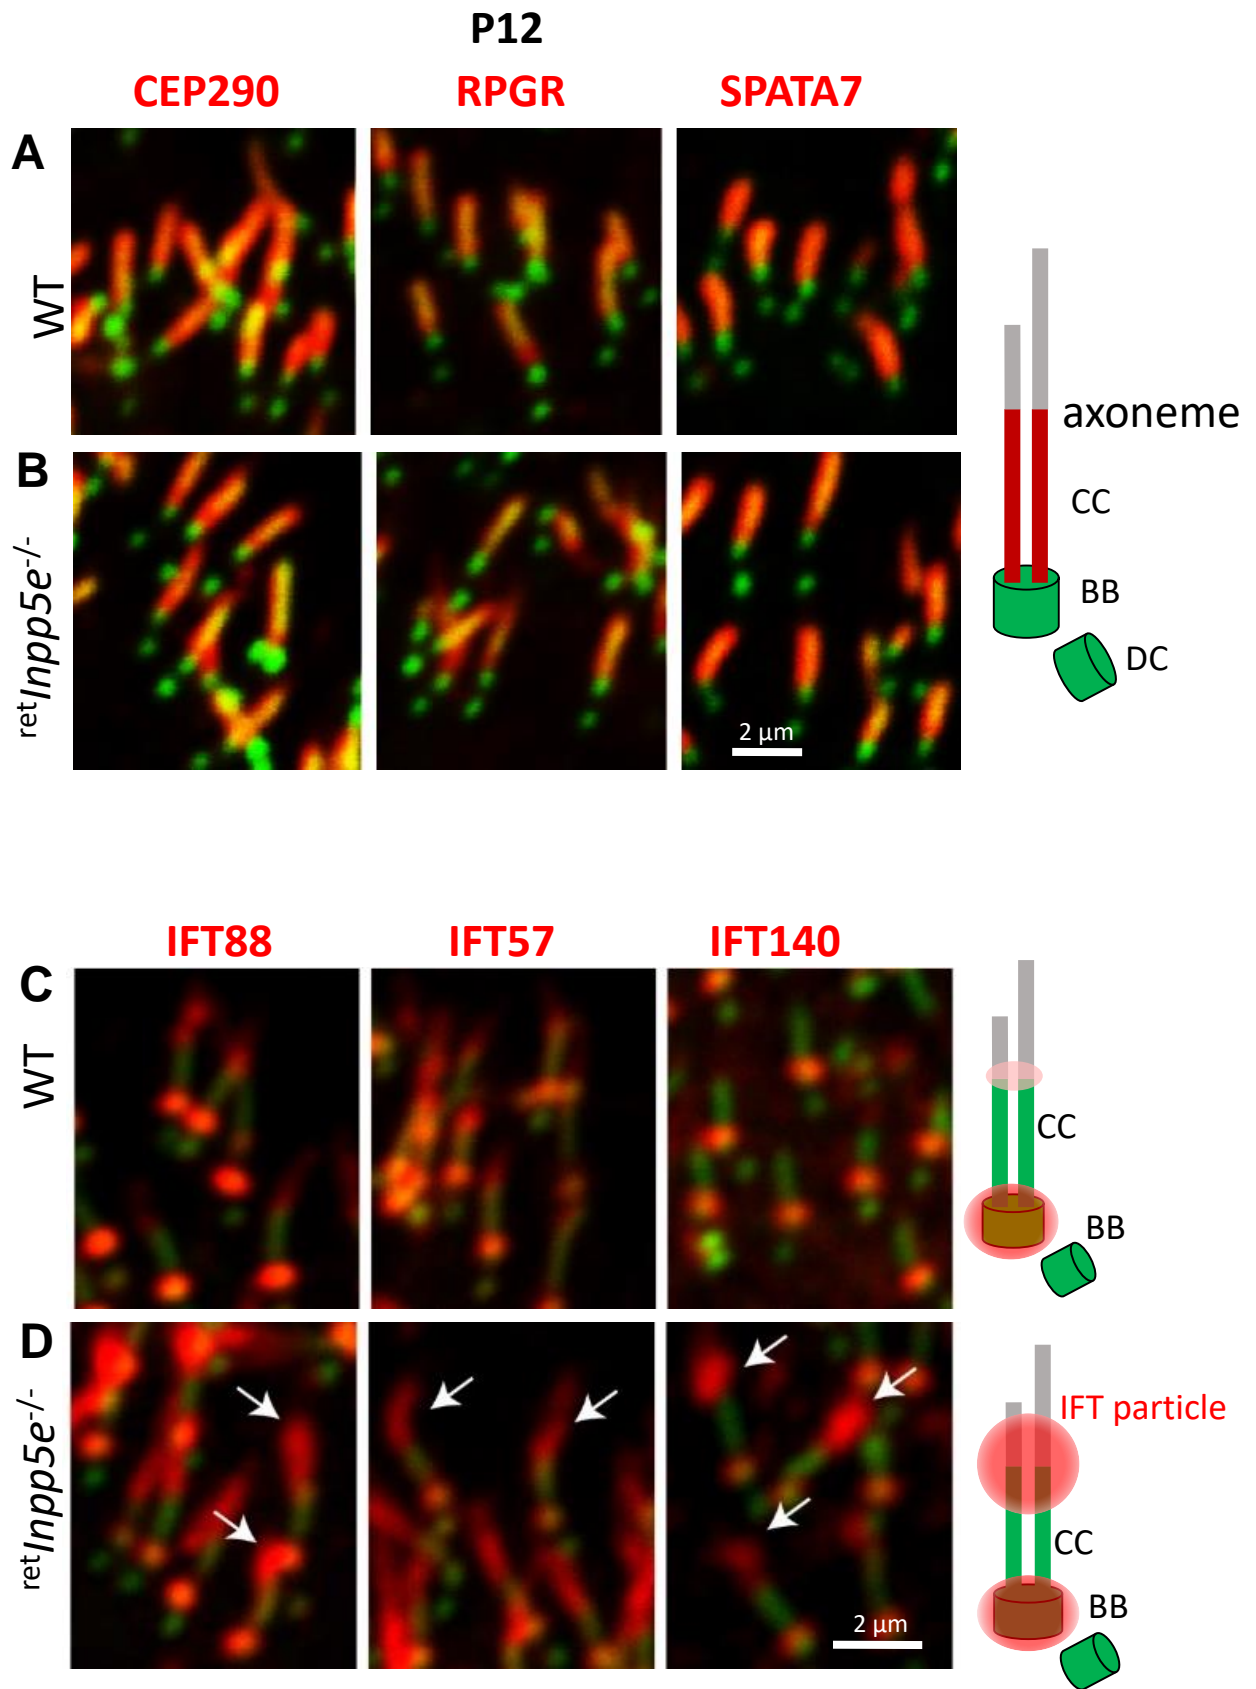 P12
CEP290 RPGR SPATA7
A
WT
axoneme
CC
B
retInpp5e-/-
BB
DC
2 µm
IFT88 IFT57 IFT140
C
WT
CC
BB
D
retInpp5e-/-
IFT particle
CC
BB
2 µm